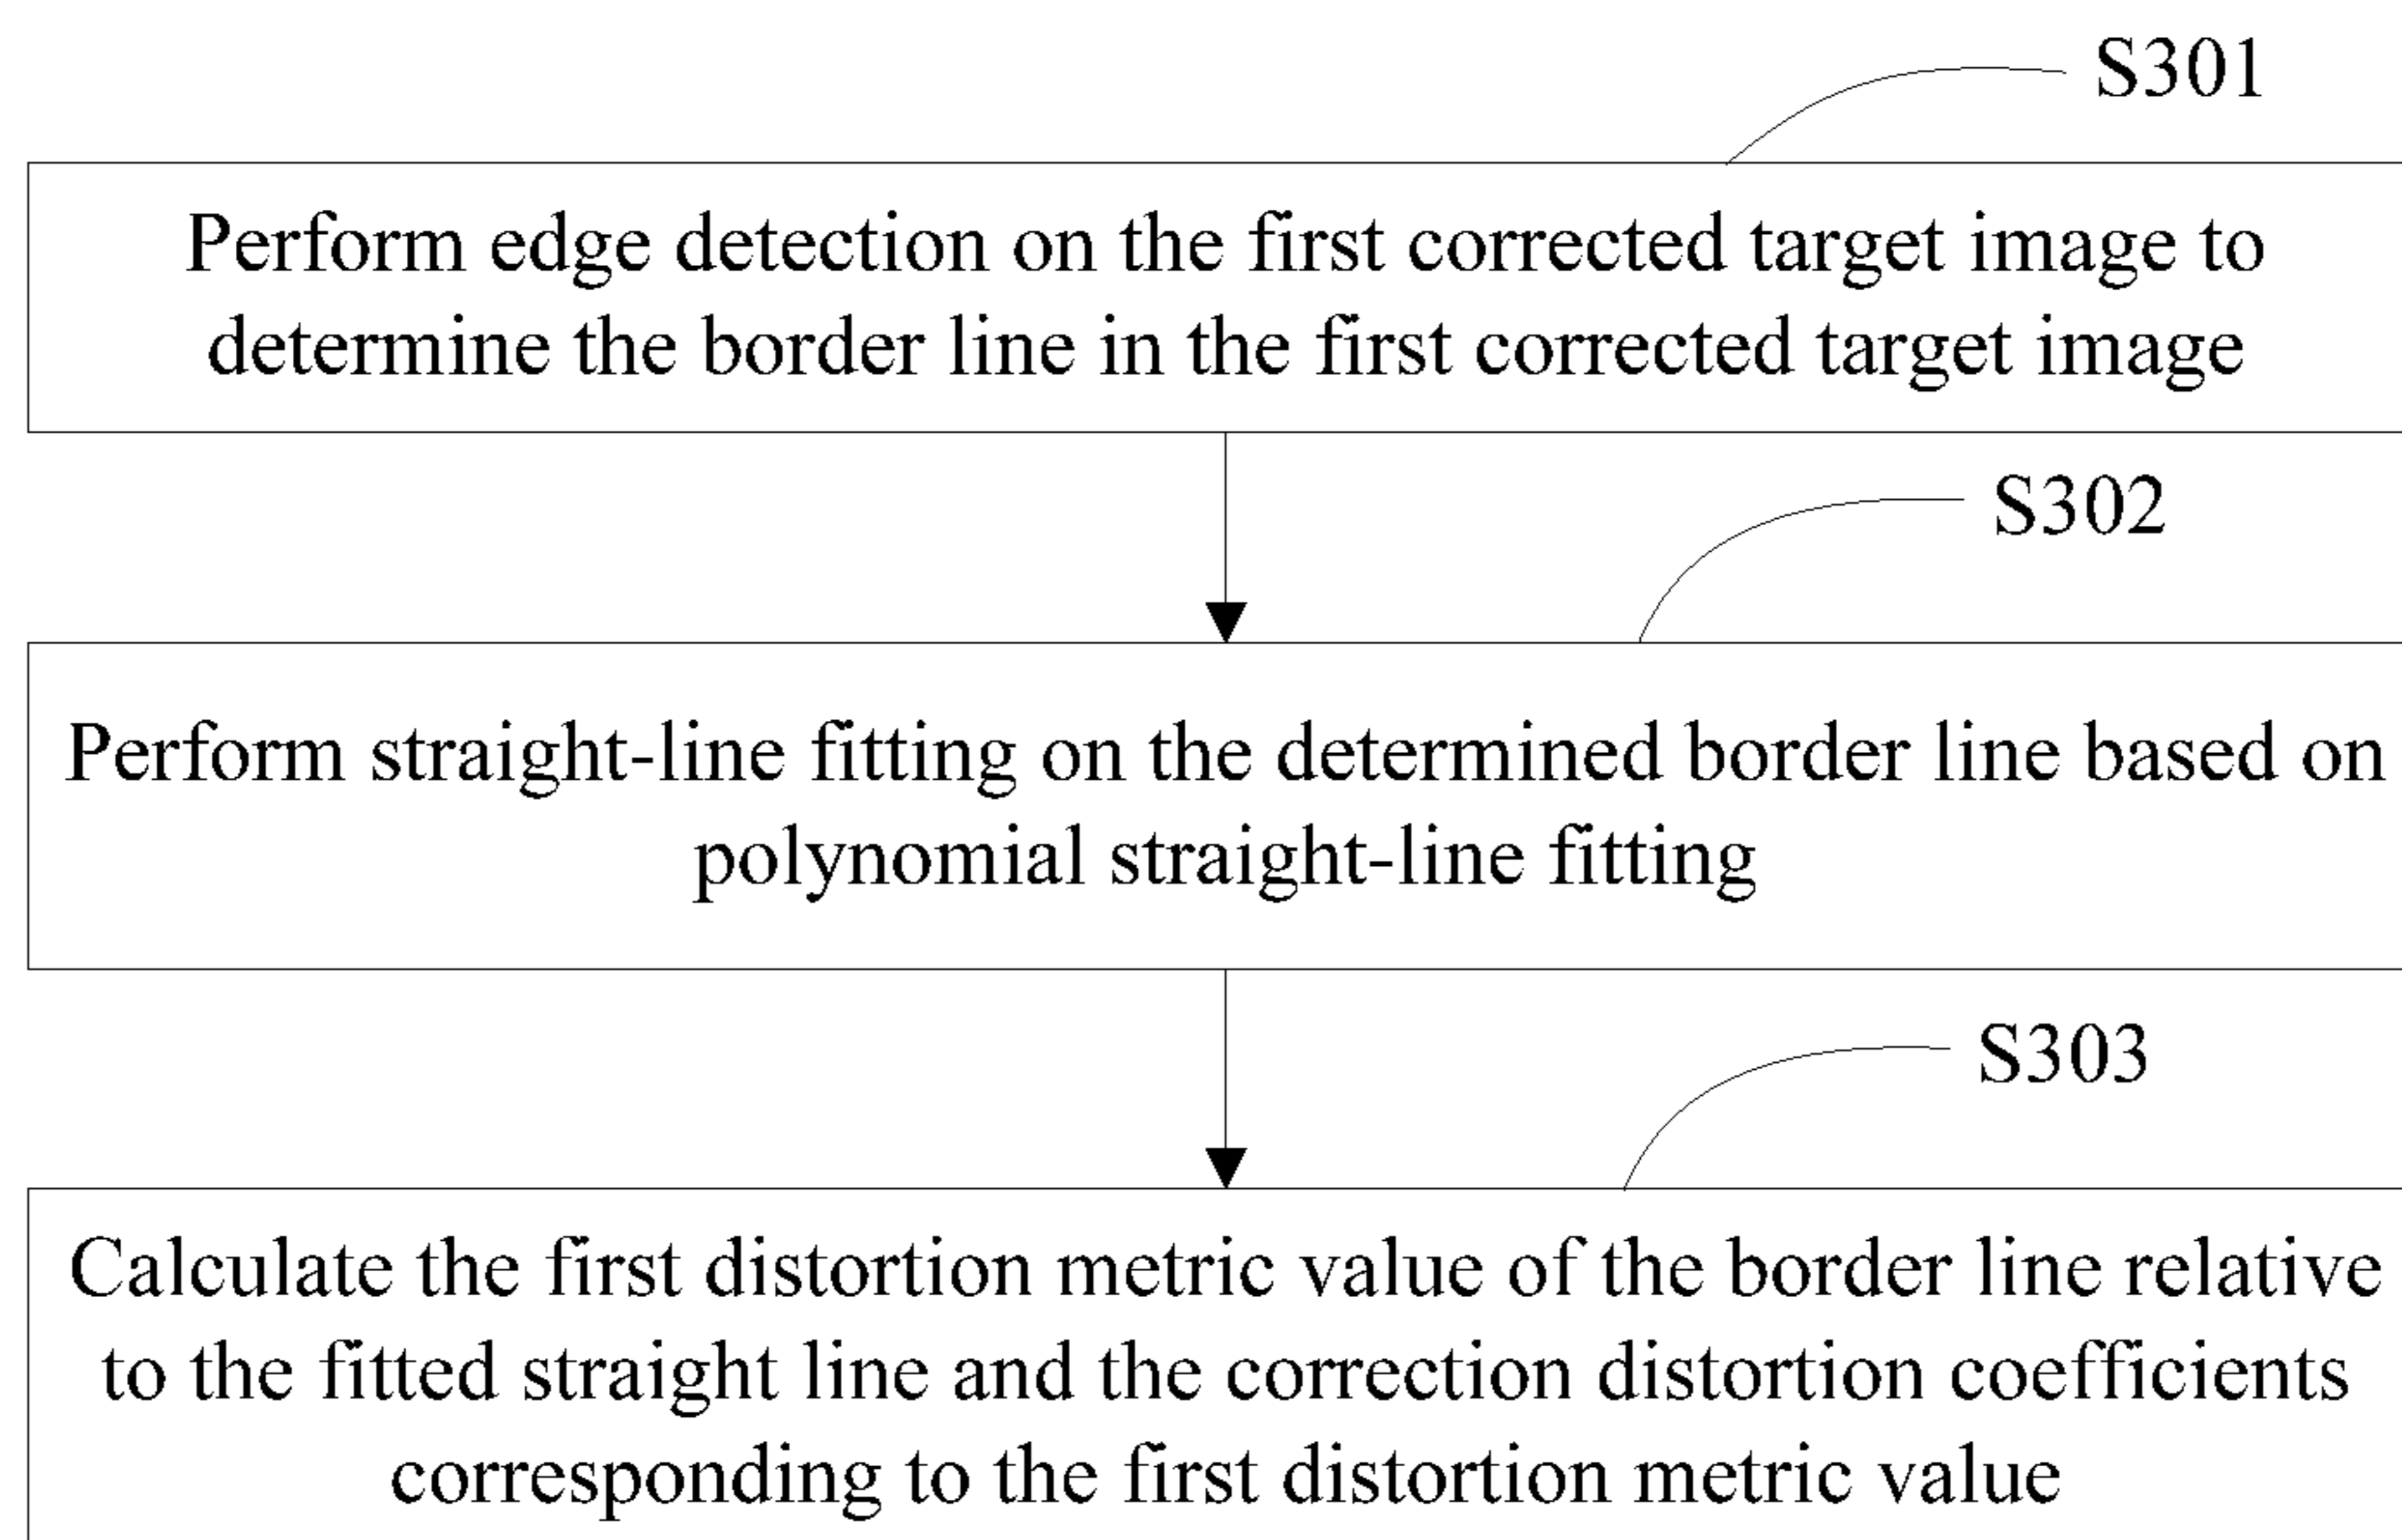 S301
Perform edge detection on the first corrected target image to
determine the border line in the first corrected target image
S302
Perform straight-line fitting on the determined border line based on
polynomial straight-line fitting
S303
Calculate the first distortion metric value of the border line relative
to the fitted straight line and the correction distortion coefficients
corresponding to the first distortion metric value